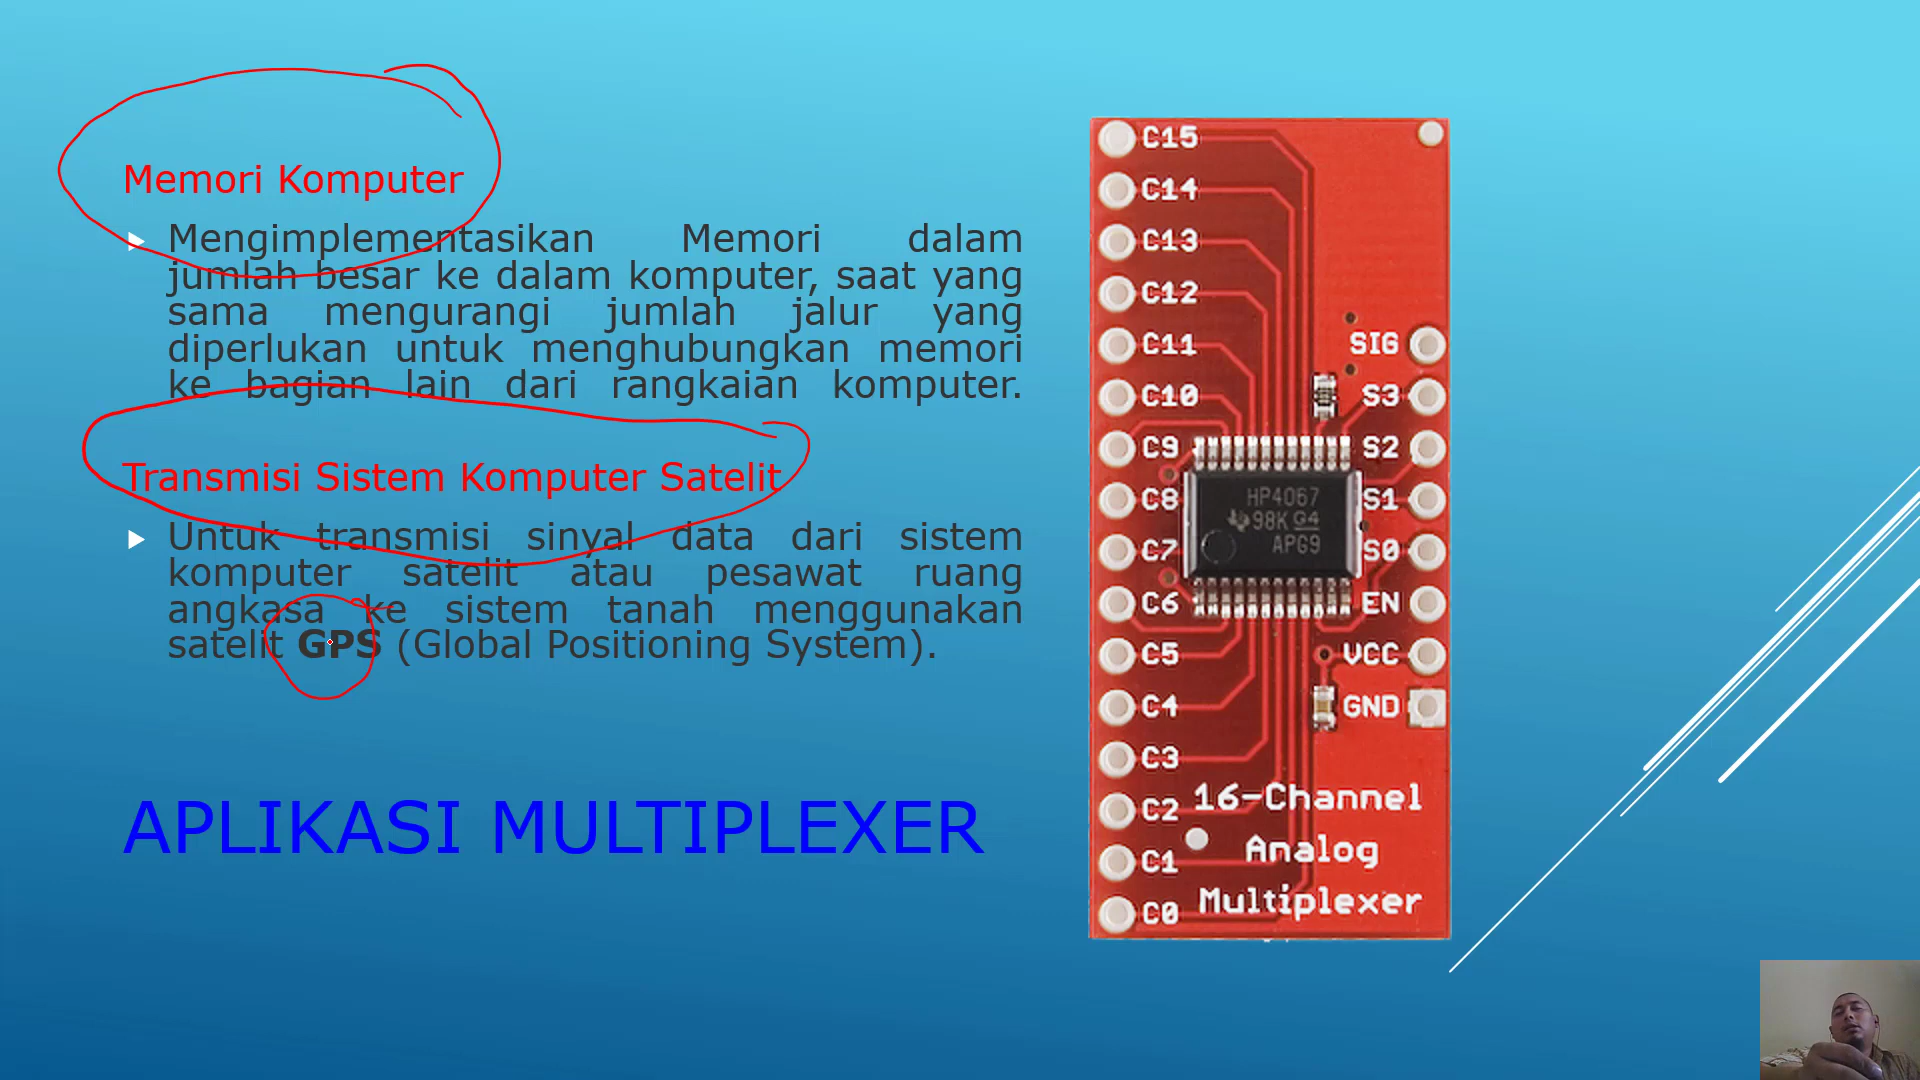 Memori Komputer
Mengimplementasikan Memori dalam
jumlah besar ke dalam komputer, saat yang
sama mengurangi jumlah jalur yang
diperlukan untuk menghubungkan memori
ke bagian lain dari rangkaian komputer.
Transmisi Sistem Komputer Satelit
Untuk transmisi sinyal data dari sistem
komputer satelit atau pesawat ruang
angkasa ke sistem tanah menggunakan
satelit GPS (Global Positioning System).
APLIKASI MULTIPLEXER
C15
C14
C13
C12
C11
C10
C9
C8
C7
C6
C5
C4
C3
C2
C1
C0
HP4067
98K G4
APG9
SIG
S3
S2
S1
S0
EN
VCC
GND
16-Channel
Analog
Multiplexer